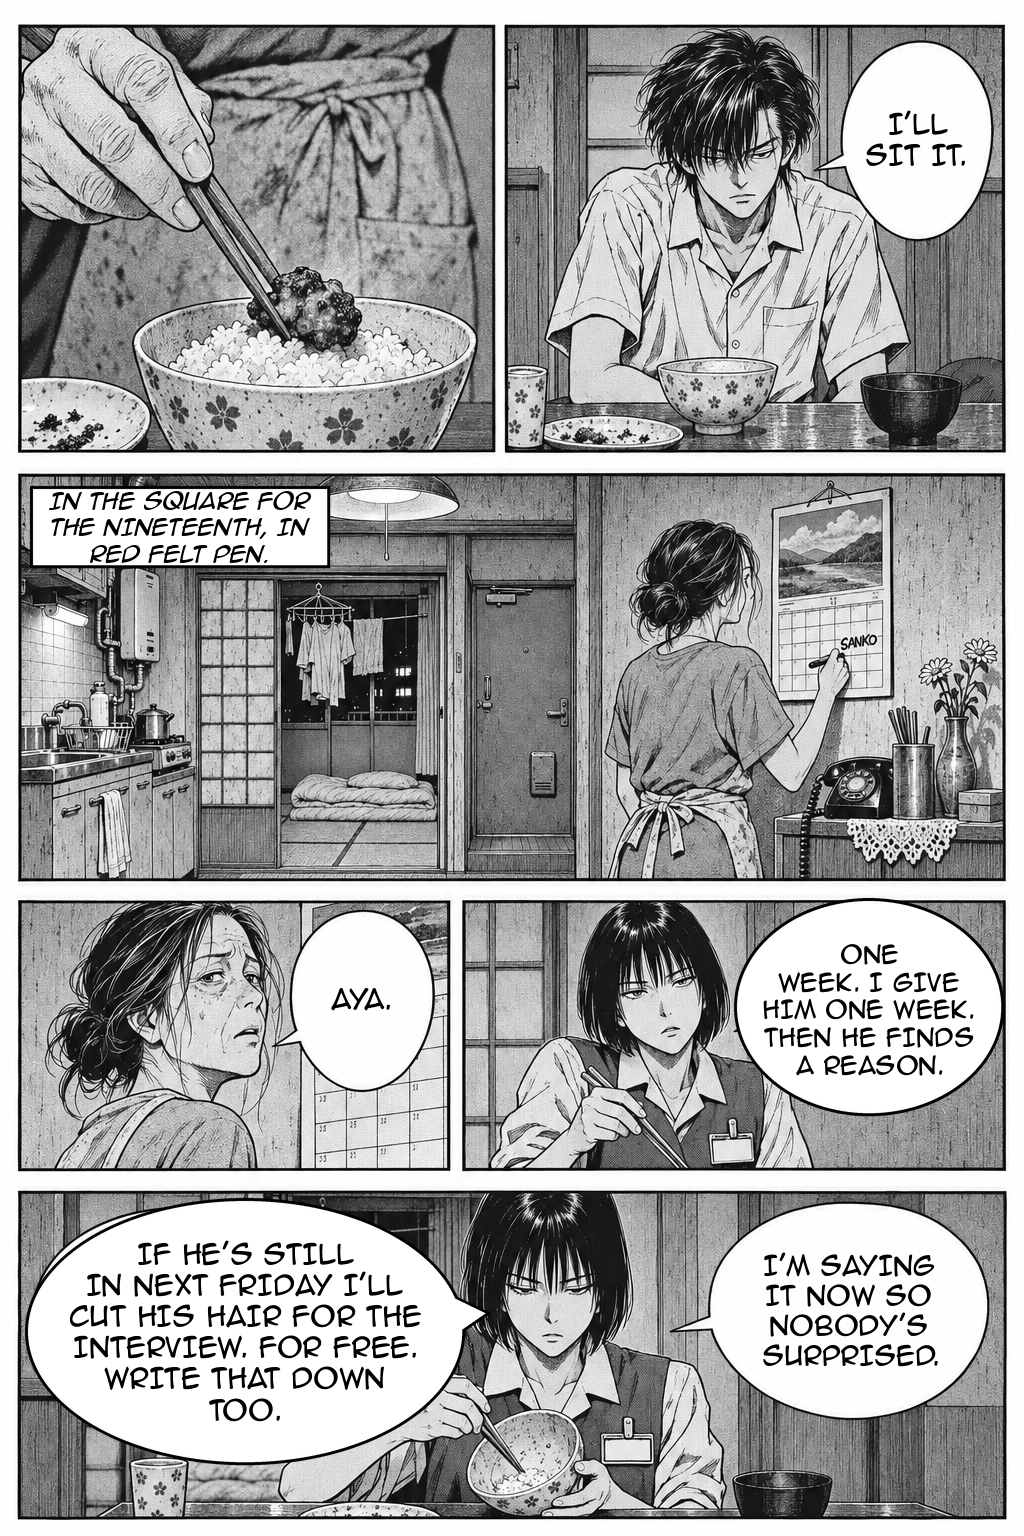 I'LL
SIT IT.
IN THE SQUARE FOR
THE NINETEENTH, IN
RED FELT PEN.
SANKO
AYA.
ONE
WEEK. I GIVE
HIM ONE WEEK.
THEN HE FINDS
A REASON.
IF HE'S STILL
IN NEXT FRIDAY I'LL
CUT HIS HAIR FOR THE
INTERVIEW. FOR FREE.
WRITE THAT DOWN
TOO.
I'M SAYING
IT NOW SO
NOBODY'S
SURPRISED.